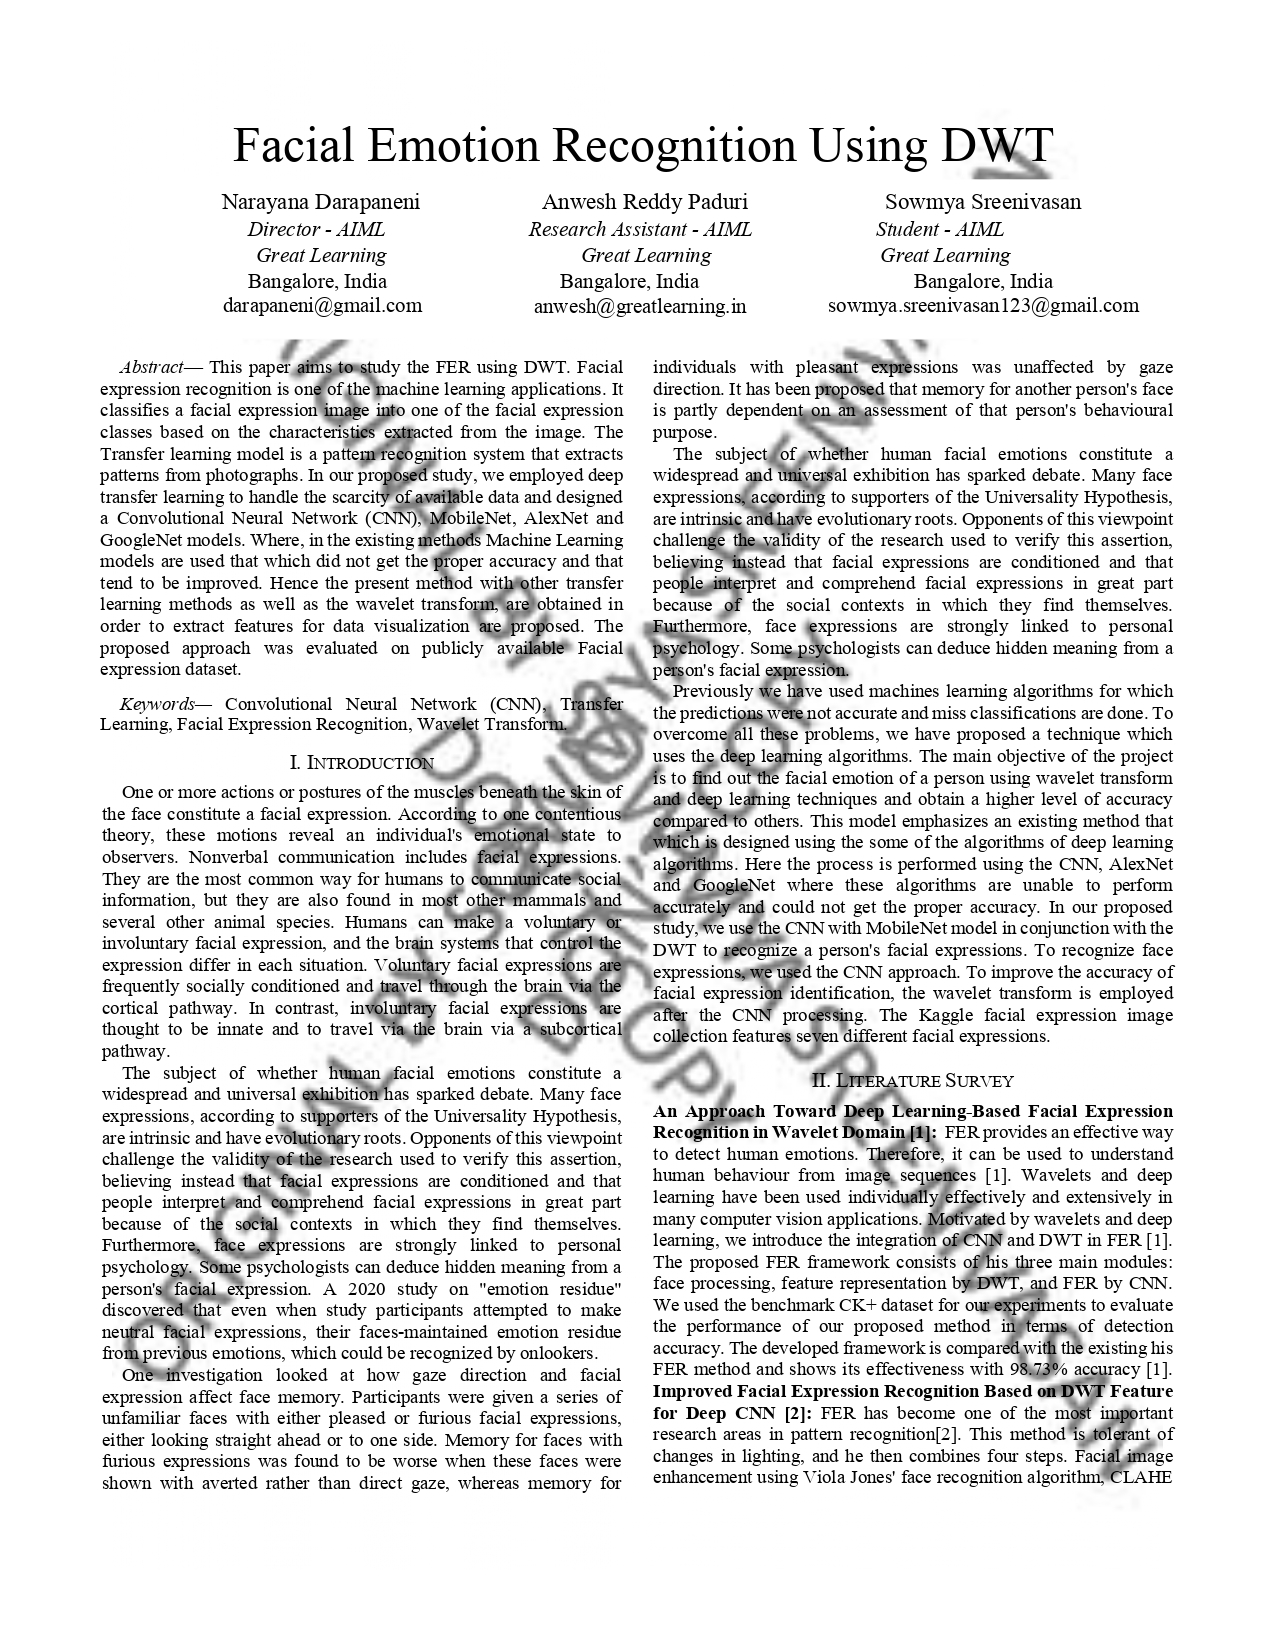 Facial Emotion Recognition Using DWT
Narayana Darapaneni
Director - AIML
Great Learning
Bangalore, India
darapaneni@gmail.com
Anwesh Reddy Paduri
Research Assistant - AIML
Great Learning
Bangalore, India
anwesh@greatlearning.in
Sowmya Sreenivasan
Student - AIML
Great Learning
Bangalore, India
sowmya.sreenivasan123@gmail.com
Abstract— This paper aims to study the FER using DWT. Facial
expression recognition is one of the machine learning applications. It
classifies a facial expression image into one of the facial expression
classes based on the characteristics extracted from the image. The
Transfer learning model is a pattern recognition system that extracts
patterns from photographs. In our proposed study, we employed deep
transfer learning to handle the scarcity of available data and designed
a Convolutional Neural Network (CNN), MobileNet, AlexNet and
GoogleNet models. Where, in the existing methods Machine Learning
models are used that which did not get the proper accuracy and that
tend to be improved. Hence the present method with other transfer
learning methods as well as the wavelet transform, are obtained in
order to extract features for data visualization are proposed. The
proposed approach was evaluated on publicly available Facial
expression dataset.
Keywords— Convolutional Neural Network (CNN), Transfer
Learning, Facial Expression Recognition, Wavelet Transform.
I. INTRODUCTION
One or more actions or postures of the muscles beneath the skin of
the face constitute a facial expression. According to one contentious
theory, these motions reveal an individual's emotional state to
observers. Nonverbal communication includes facial expressions.
They are the most common way for humans to communicate social
information, but they are also found in most other mammals and
several other animal species. Humans can make a voluntary or
involuntary facial expression, and the brain systems that control the
expression differ in each situation. Voluntary facial expressions are
frequently socially conditioned and travel through the brain via the
cortical pathway. In contrast, involuntary facial expressions are
thought to be innate and to travel via the brain via a subcortical
pathway.
The subject of whether human facial emotions constitute a
widespread and universal exhibition has sparked debate. Many face
expressions, according to supporters of the Universality Hypothesis,
are intrinsic and have evolutionary roots. Opponents of this viewpoint
challenge the validity of the research used to verify this assertion,
believing instead that facial expressions are conditioned and that
people interpret and comprehend facial expressions in great part
because of the social contexts in which they find themselves.
Furthermore, face expressions are strongly linked to personal
psychology. Some psychologists can deduce hidden meaning from a
person's facial expression. A 2020 study on "emotion residue"
discovered that even when study participants attempted to make
neutral facial expressions, their faces-maintained emotion residue
from previous emotions, which could be recognized by onlookers.
One investigation looked at how gaze direction and facial
expression affect face memory. Participants were given a series of
unfamiliar faces with either pleased or furious facial expressions,
either looking straight ahead or to one side. Memory for faces with
furious expressions was found to be worse when these faces were
shown with averted rather than direct gaze, whereas memory for
individuals with pleasant expressions was unaffected by gaze
direction. It has been proposed that memory for another person's face
is partly dependent on an assessment of that person's behavioural
purpose.
The subject of whether human facial emotions constitute a
widespread and universal exhibition has sparked debate. Many face
expressions, according to supporters of the Universality Hypothesis,
are intrinsic and have evolutionary roots. Opponents of this viewpoint
challenge the validity of the research used to verify this assertion,
believing instead that facial expressions are conditioned and that
people interpret and comprehend facial expressions in great part
because of the social contexts in which they find themselves.
Furthermore, face expressions are strongly linked to personal
psychology. Some psychologists can deduce hidden meaning from a
person's facial expression.
Previously we have used machines learning algorithms for which
the predictions were not accurate and miss classifications are done. To
overcome all these problems, we have proposed a technique which
uses the deep learning algorithms. The main objective of the project
is to find out the facial emotion of a person using wavelet transform
and deep learning techniques and obtain a higher level of accuracy
compared to others. This model emphasizes an existing method that
which is designed using the some of the algorithms of deep learning
algorithms. Here the process is performed using the CNN, AlexNet
and GoogleNet where these algorithms are unable to perform
accurately and could not get the proper accuracy. In our proposed
study, we use the CNN with MobileNet model in conjunction with the
DWT to recognize a person's facial expressions. To recognize face
expressions, we used the CNN approach. To improve the accuracy of
facial expression identification, the wavelet transform is employed
after the CNN processing. The Kaggle facial expression image
collection features seven different facial expressions.
II. LITERATURE SURVEY
An Approach Toward Deep Learning-Based Facial Expression
Recognition in Wavelet Domain [1]: FER provides an effective way
to detect human emotions. Therefore, it can be used to understand
human behaviour from image sequences [1]. Wavelets and deep
learning have been used individually effectively and extensively in
many computer vision applications. Motivated by wavelets and deep
learning, we introduce the integration of CNN and DWT in FER [1].
The proposed FER framework consists of his three main modules:
face processing, feature representation by DWT, and FER by CNN.
We used the benchmark CK+ dataset for our experiments to evaluate
the performance of our proposed method in terms of detection
accuracy. The developed framework is compared with the existing his
FER method and shows its effectiveness with 98.73% accuracy [1].
Improved Facial Expression Recognition Based on DWT Feature
for Deep CNN [2]: FER has become one of the most important
research areas in pattern recognition[2]. This method is tolerant of
changes in lighting, and he then combines four steps. Facial image
enhancement using Viola Jones' face recognition algorithm, CLAHE